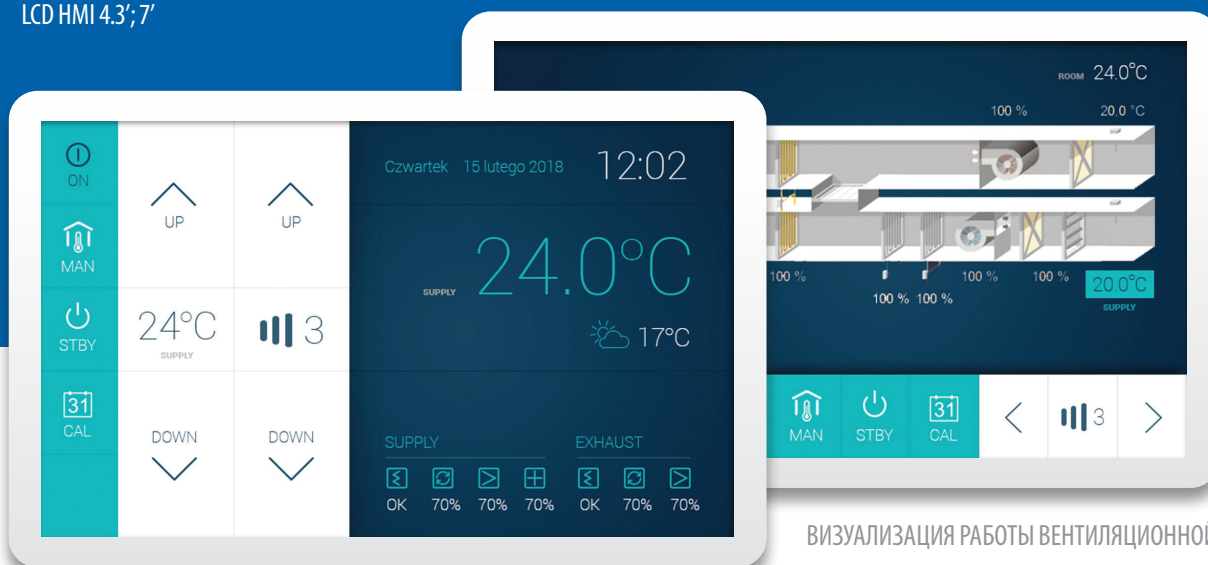 LCD HMI 4.3′; 7′
ON
MAN
STBY
31
CAL
UP
24°C
SUPPLY
DOWN
UP
3
DOWN
Czwartek 15 lutego 2018 12:02
SUPPLY 24.0°C
17°C
SUPPLY EXHAUST
OK 70% 70% 70% OK 70% 70%
ROOM 24.0°C
100 % 20,0 °C
100 % 100 % 100 % 20.0°C
100 % 100 % SUPPLY
MAN STBY 31 CAL 3
ВИЗУАЛИЗАЦИЯ РАБОТЫ ВЕНТИЛЯЦИОННОЙ